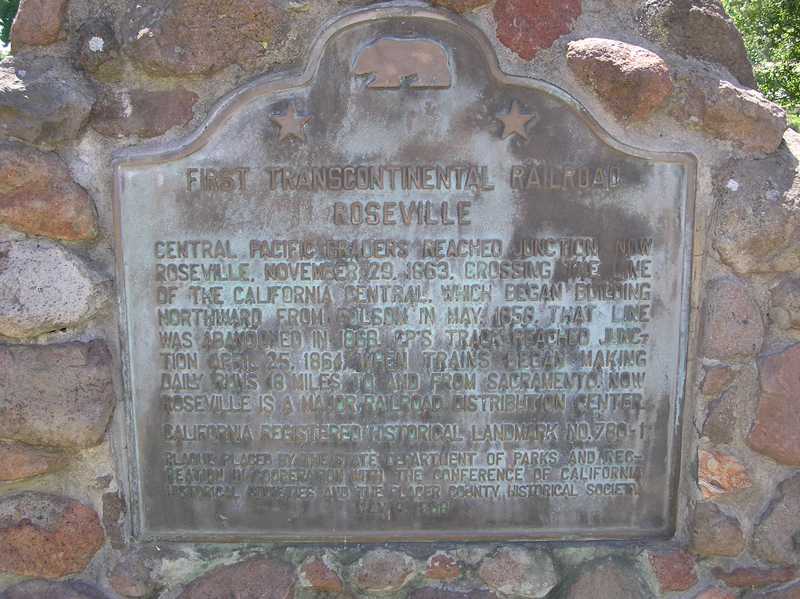 FIRST TRANSCONTINENTAL RAILROAD
ROSEVILLE
CENTRAL PACIFIC GRADERS REACHED JUNCTION, NOW
ROSEVILLE, NOVEMBER 29, 1863, CROSSING THE LINE
OF THE CALIFORNIA CENTRAL, WHICH BEGAN BUILDING
NORTHWARD FROM FOLSOM IN MAY, 1858. THAT LINE
WAS ABANDONED IN 1868. CP'S TRACK REACHED JUNC-
TION APRIL 25, 1864, WHEN TRAINS BEGAN MAKING
DAILY RUNS 18 MILES TO AND FROM SACRAMENTO. NOW
ROSEVILLE IS A MAJOR RAILROAD DISTRIBUTION CENTER.
CALIFORNIA REGISTERED HISTORICAL LANDMARK NO. 780-1
PLAQUE PLACED BY THE STATE DEPARTMENT OF PARKS AND REC-
REATION IN COOPERATION WITH THE CONFERENCE OF CALIFORNIA
HISTORICAL SOCIETIES AND THE PLACER COUNTY HISTORICAL SOCIETY,
MAY